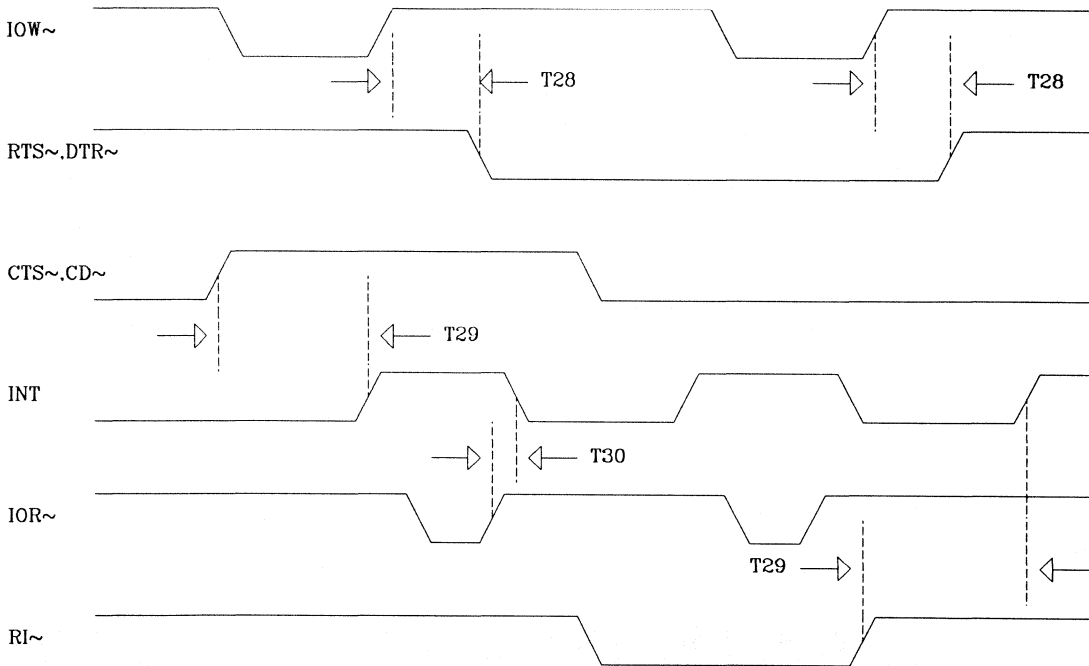 IOW~
T28
T28
RTS~.DTR~
CTS~.CD~
T29
INT
T30
IOR~
T29
RI~